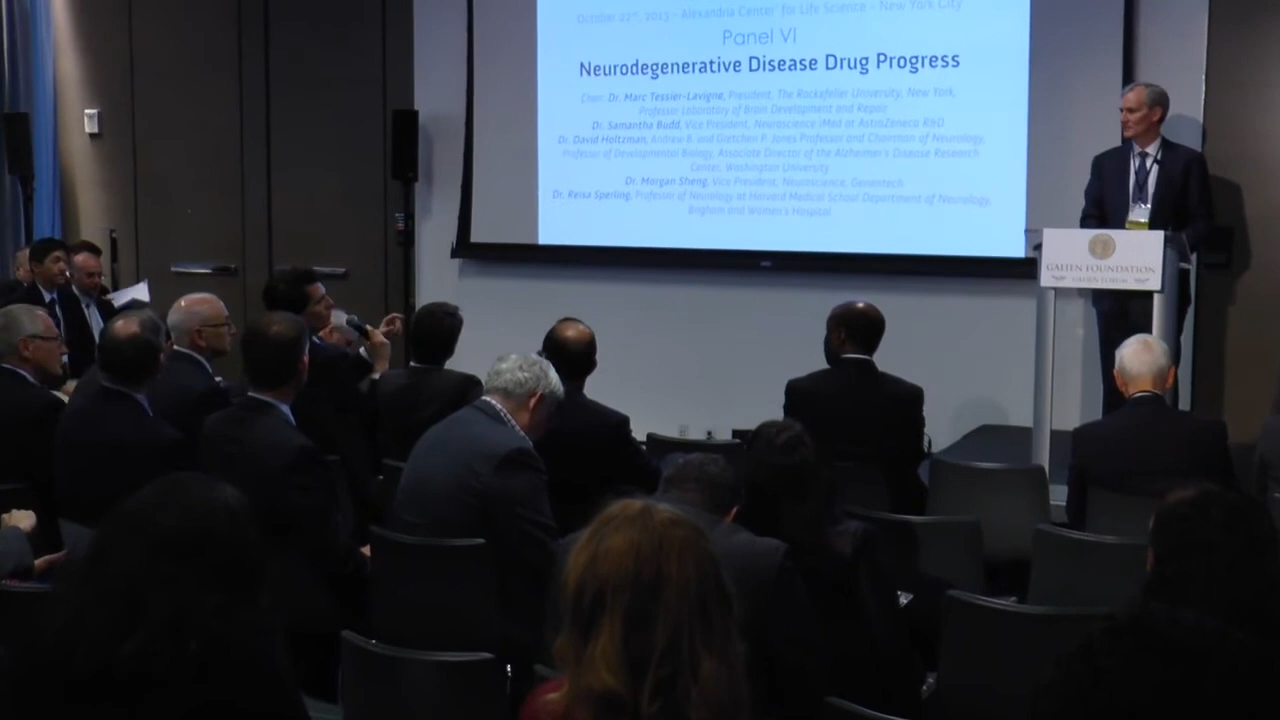 October 22ⁿᵈ, 2013 - Alexandria Center® for Life Science - New York City
Panel VI
Neurodegenerative Disease Drug Progress
Chair: Dr. Marc Tessier-Lavigne, President, The Rockefeller University, New York,
Professor Laboratory of Brain Development and Repair
Dr. Samantha Budd, Vice President, Neuroscience iMed at AstraZeneca R&D
Dr. David Holtzman, Andrew B. and Gretchen P. Jones Professor and Chairman of Neurology,
Professor of Developmental Biology, Associate Director of the Alzheimer's Disease Research
Center, Washington University
Dr. Morgan Sheng, Vice President, Neuroscience, Genentech
Dr. Reisa Sperling, Professor of Neurology at Harvard Medical School Department of Neurology,
Brigham and Women's Hospital
GALIEN FOUNDATION
GALIEN FORUM